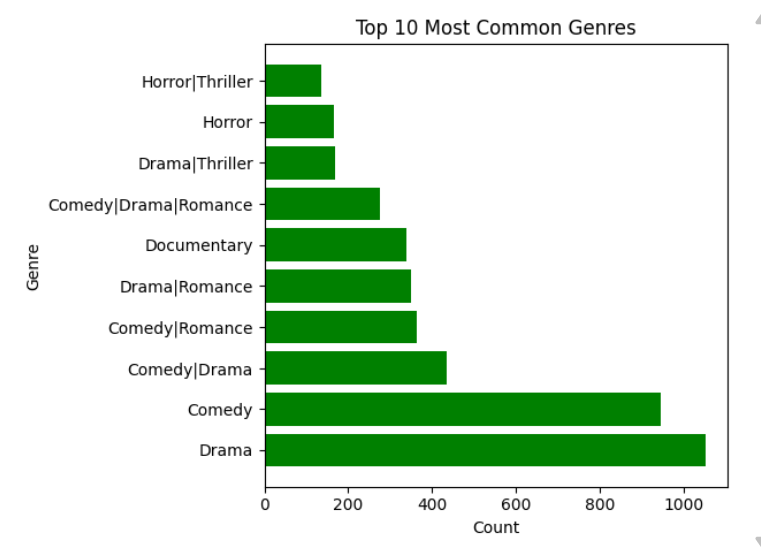 Top 10 Most Common Genres
Horror|Thriller
Horror
Drama|Thriller
Comedy|Drama|Romance
Documentary
Drama|Romance
Comedy|Romance
Comedy|Drama
Comedy
Drama
Genre
0 200 400 600 800 1000
Count